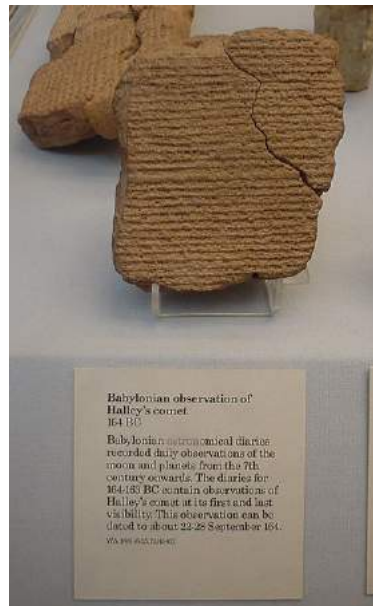 Babylonian observation of
Halley's comet
164 BC
Babylonian astronomical diaries
recorded daily observations of the
moon and planets from the 7th
century onwards. The diaries for
164-163 BC contain observations of
Halley's comet at its first and last
visibility. This observation can be
dated to about 22-28 September 164.